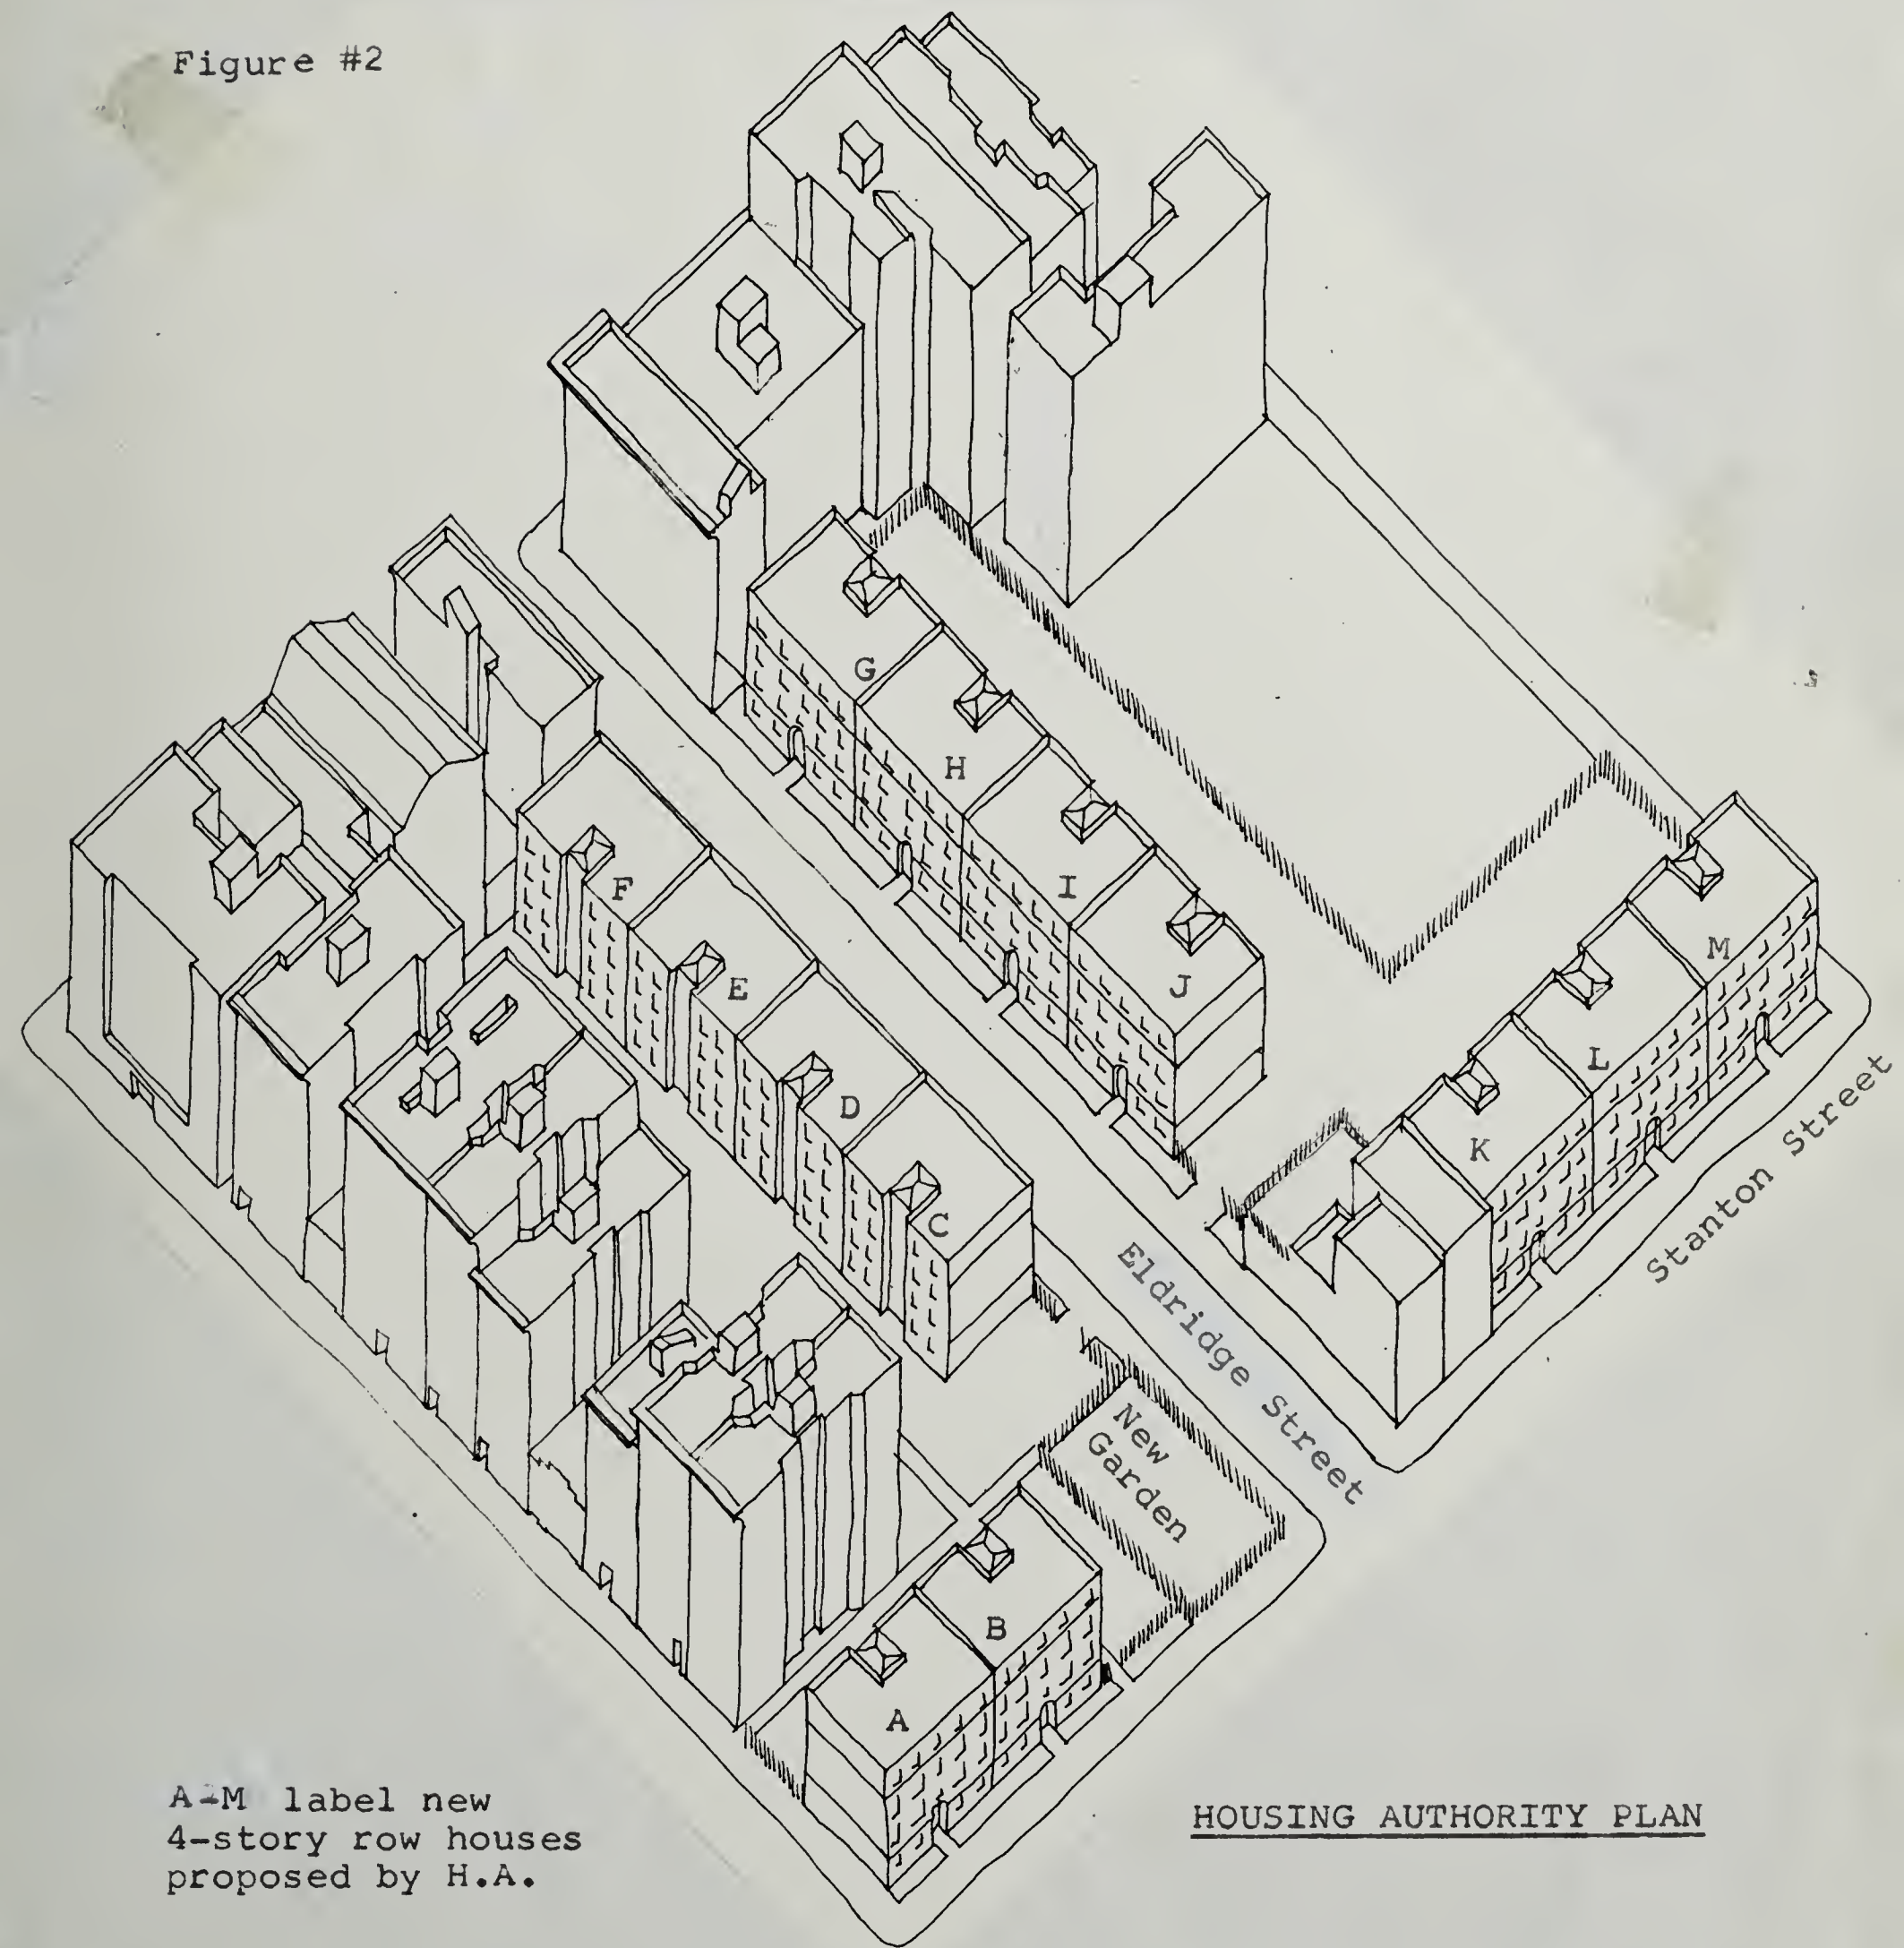 Figure #2
G
H
F
I
E
M
J
L
D
K
C
Stanton Street
Eldridge Street
New
Garden
B
A
A-M label new
4-story row houses
proposed by H.A.
HOUSING AUTHORITY PLAN